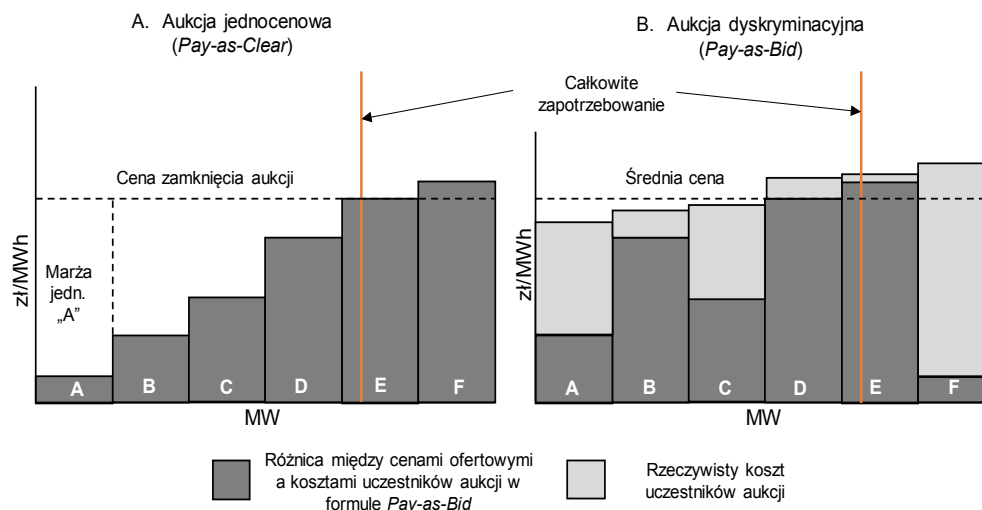 A. Aukcja jednocenowa
(Pay-as-Clear)
B. Aukcja dyskryminacyjna
(Pay-as-Bid)
Całkowite
zapotrzebowanie
Cena zamknięcia aukcji
Średnia cena
zł/MWh
Marża
jedn.
„A”
A
B
C
D
E
F
MW
zł/MWh
A
B
C
D
E
F
MW
Różnica między cenami ofertowymi
a kosztami uczestników aukcji w
formule Pay-as-Bid
Rzeczywisty koszt
uczestników aukcji